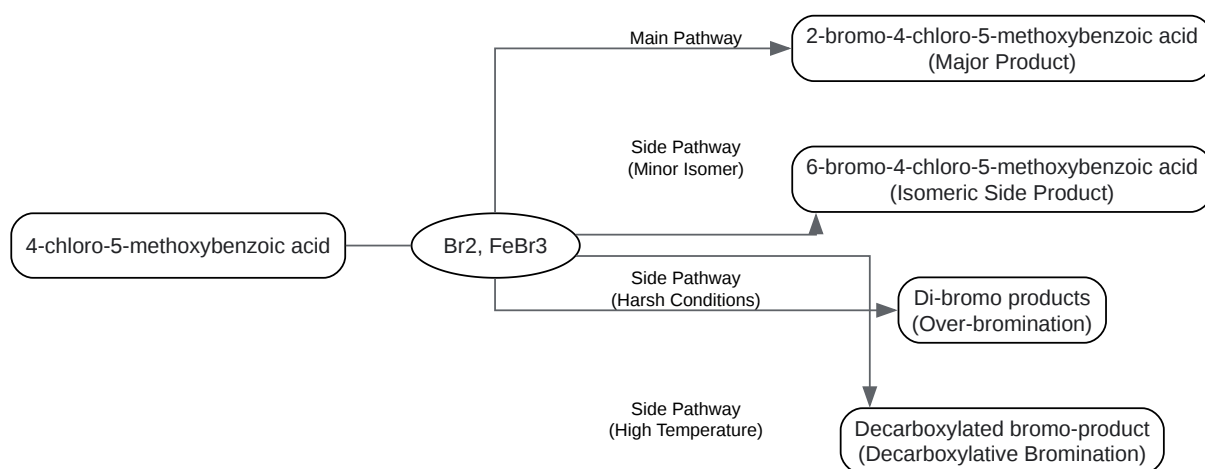 Main Pathway
2-bromo-4-chloro-5-methoxybenzoic acid
(Major Product)
Side Pathway
(Minor Isomer)
6-bromo-4-chloro-5-methoxybenzoic acid
(Isomeric Side Product)
4-chloro-5-methoxybenzoic acid
Br2, FeBr3
Side Pathway
(Harsh Conditions)
Di-bromo products
(Over-bromination)
Side Pathway
(High Temperature)
Decarboxylated bromo-product
(Decarboxylative Bromination)